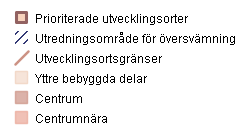 Prioriterade utvecklingsorter
Utredningsområde för översvämning
Utvecklingsortsgränser
Yttre bebyggda delar
Centrum
Centrumnära